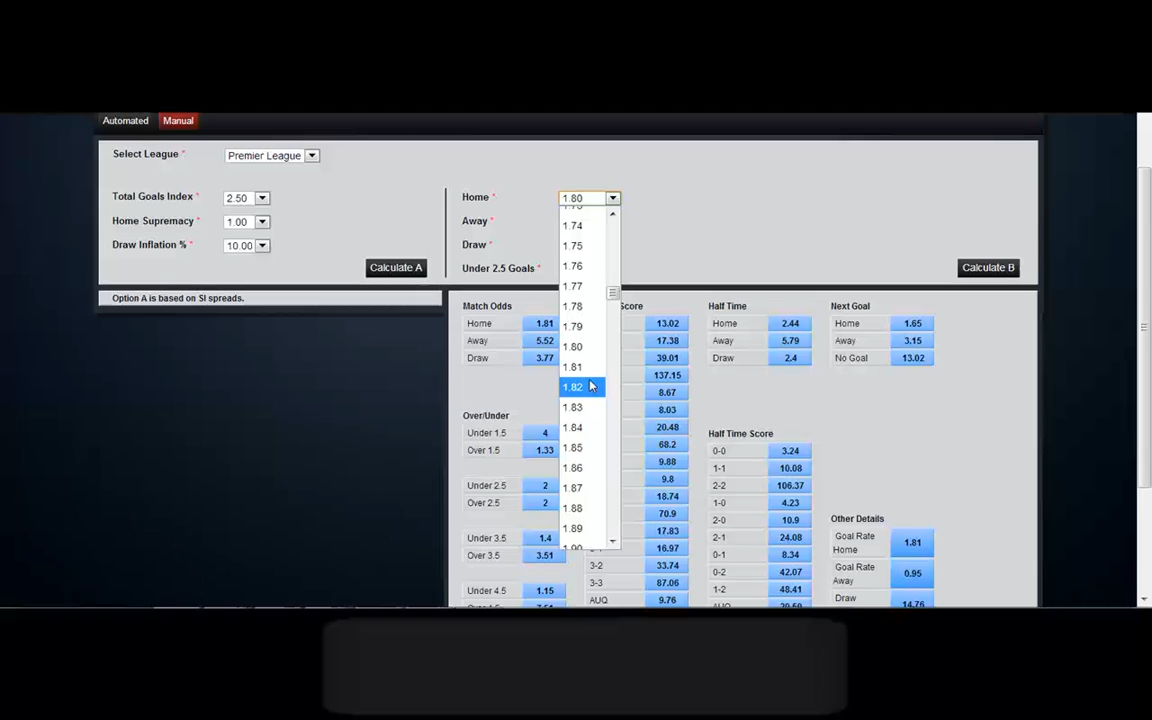 Automated Manual
Select League * Premier League
Total Goals Index * 2.50
Home Supremacy * 1.00
Draw Inflation % * 10.00
Calculate A
Home * 1.80
Away *
Draw *
Under 2.5 Goals *
Calculate B
1.74
1.75
1.76
1.77
1.78
1.79
1.80
1.81
1.82
1.83
1.84
1.85
1.86
1.87
1.88
1.89
1.90
Option A is based on SI spreads.
Match Odds
Home 1.81
Away 5.52
Draw 3.77
Over/Under
Under 1.5 4
Over 1.5 1.33
Under 2.5 2
Over 2.5 2
Under 3.5 1.4
Over 3.5 3.51
Under 4.5 1.15
Score
13.02
17.38
39.01
137.15
8.67
8.03
20.48
68.2
9.88
9.8
18.74
70.9
17.83
16.97
3-2 33.74
3-3 87.06
AUQ 9.76
Half Time
Home 2.44
Away 5.79
Draw 2.4
Half Time Score
0-0 3.24
1-1 10.08
2-2 106.37
1-0 4.23
2-0 10.9
2-1 24.08
0-1 8.34
0-2 42.07
1-2 48.41
AUQ
Next Goal
Home 1.65
Away 3.15
No Goal 13.02
Other Details
Goal Rate
Home 1.81
Goal Rate
Away 0.95
Draw 14.76